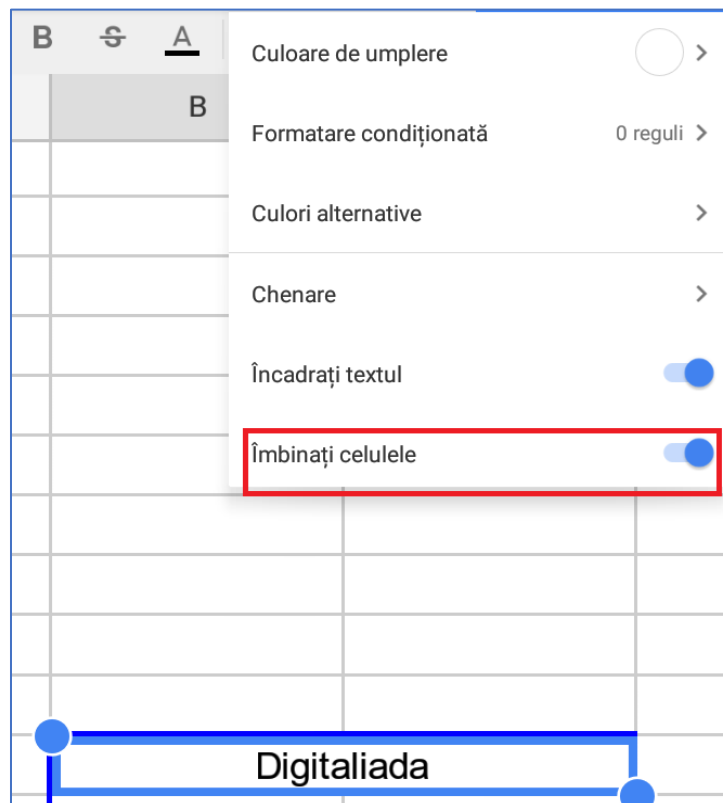 B S A
B
Culoare de umplere
Formatare condiționată 0 reguli
Culori alternative
Chenare
Încadrați textul
Îmbinați celulele
Digitaliada